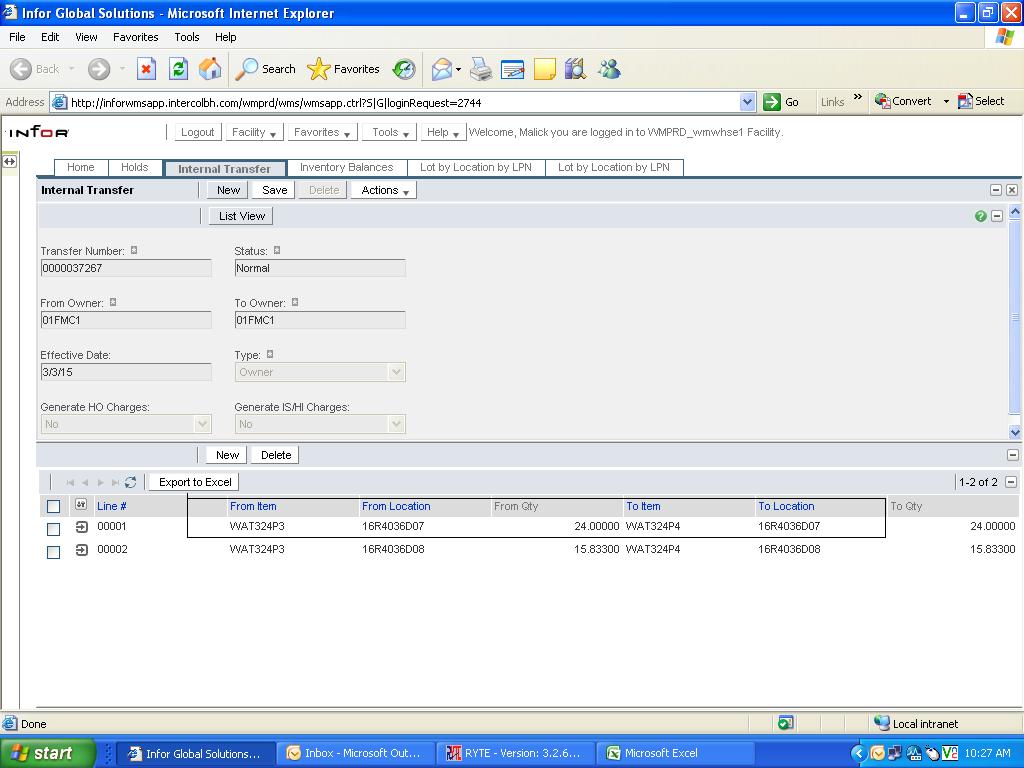 Infor Global Solutions - Microsoft Internet Explorer
File Edit View Favorites Tools Help
Back Search Favorites
Address http://inforwmsapp.intercolbh.com/wmprd/wms/wmsapp.ctrl?S|G|loginRequest=2744 Go Links » Convert Select
INFOR Logout Facility Favorites Tools Help Welcome, Malick you are logged in to WMPRD_wmwhse1 Facility.
Home Holds Internal Transfer Inventory Balances Lot by Location by LPN Lot by Location by LPN
Internal Transfer New Save Delete Actions
List View
Transfer Number: Status:
0000037267 Normal
From Owner: To Owner:
01FMC1 01FMC1
Effective Date: Type:
3/3/15 Owner
Generate HO Charges: Generate IS/HI Charges:
No No
New Delete
Export to Excel 1-2 of 2
Line # From Item From Location From Qty To Item To Location To Qty
00001 WAT324P3 16R4036D07 24.00000 WAT324P4 16R4036D07 24.00000
00002 WAT324P3 16R4036D08 15.83300 WAT324P4 16R4036D08 15.83300
Done Local intranet
start Infor Global Solutions... Inbox - Microsoft Out... RYTE - Version: 3.2.6... Microsoft Excel 10:27 AM